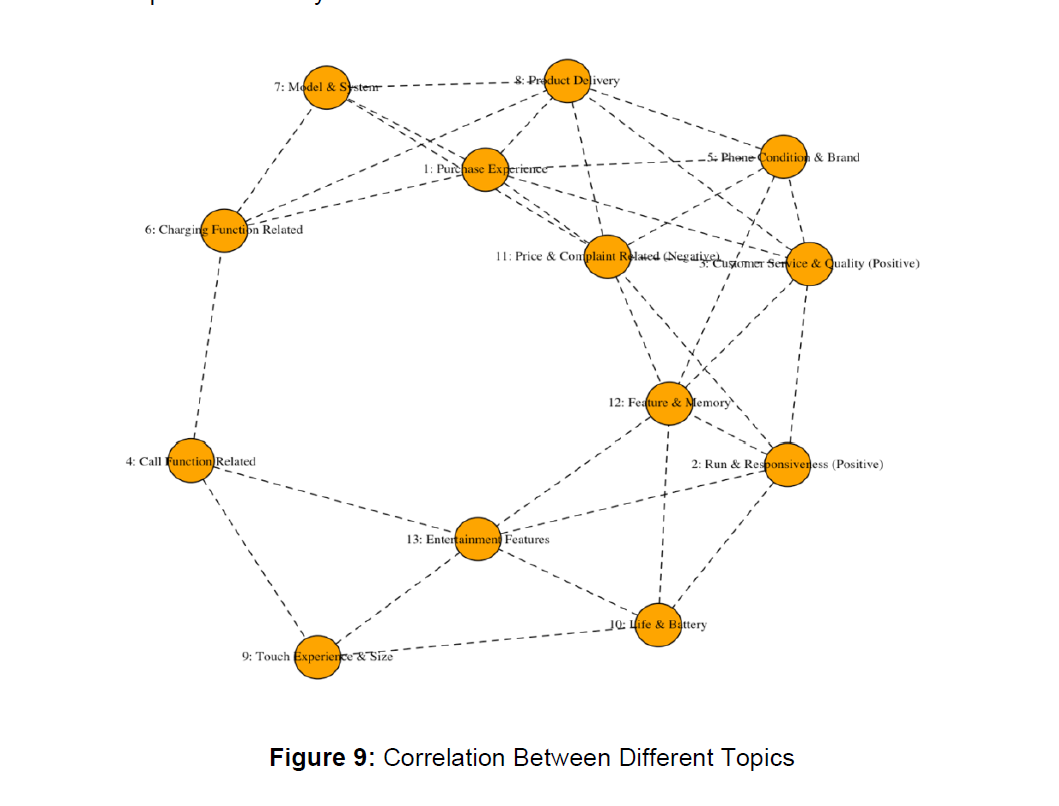 7: Model & System
8: Product Delivery
5: Phone Condition & Brand
1: Purchase Experience
6: Charging Function Related
11: Price & Complaint Related (Negative)
3: Customer Service & Quality (Positive)
12: Feature & Memory
4: Call Function Related
2: Run & Responsiveness (Positive)
13: Entertainment Features
10: Life & Battery
9: Touch Experience & Size
Figure 9: Correlation Between Different Topics